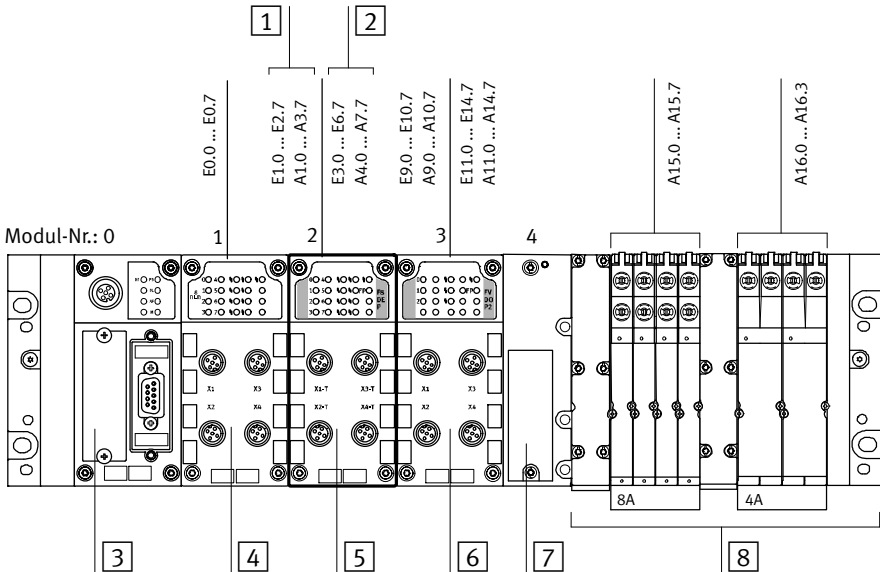 1 2
E0.0 ... E0.7
E1.0 ... E2.7
A1.0 ... A3.7
E3.0 ... E6.7
A4.0 ... A7.7
E9.0 ... E10.7
A9.0 ... A10.7
E11.0 ... E14.7
A11.0 ... A14.7
A15.0 ... A15.7
A16.0 ... A16.3
Modul-Nr.: 0 1 2 3 4
X1 X3 X1-T X3-T X1 X3
X2 X4 X2-T X4-T X2 X4
8A 4A
3 4 5 6 7 8